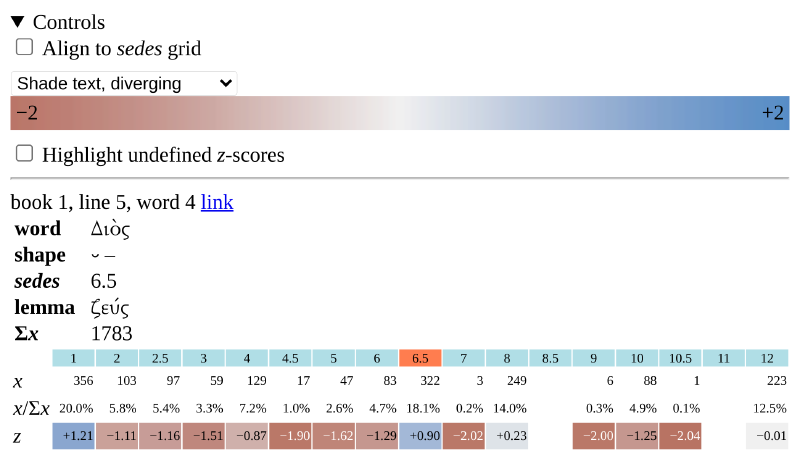 ▼ Controls
Align to sedes grid
Shade text, diverging
−2 +2
Highlight undefined z-scores
book 1, line 5, word 4 link
word Διὸς
shape ⏑ –
sedes 6.5
lemma ζεύς
Σx 1783
1 2 2.5 3 4 4.5 5 6 6.5 7 8 8.5 9 10 10.5 11 12
x 356 103 97 59 129 17 47 83 322 3 249 6 88 1 223
x/Σx 20.0% 5.8% 5.4% 3.3% 7.2% 1.0% 2.6% 4.7% 18.1% 0.2% 14.0% 0.3% 4.9% 0.1% 12.5%
z +1.21 −1.11 −1.16 −1.51 −0.87 −1.90 −1.62 −1.29 +0.90 −2.02 +0.23 −2.00 −1.25 −2.04 −0.01